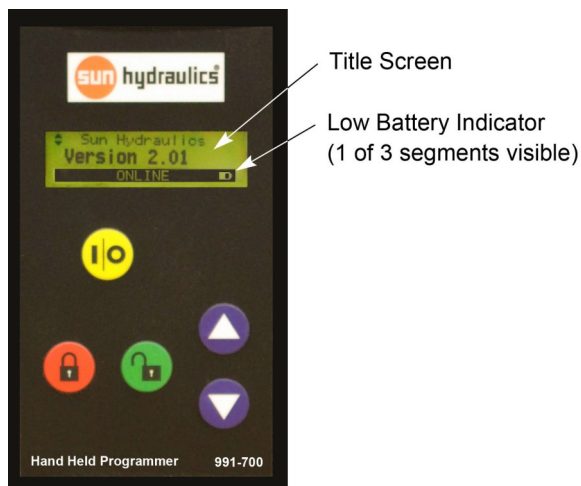 sun hydraulics®
Title Screen
Sun Hydraulics
Version 2.01
ONLINE
Low Battery Indicator
(1 of 3 segments visible)
I|O
Hand Held Programmer 991-700